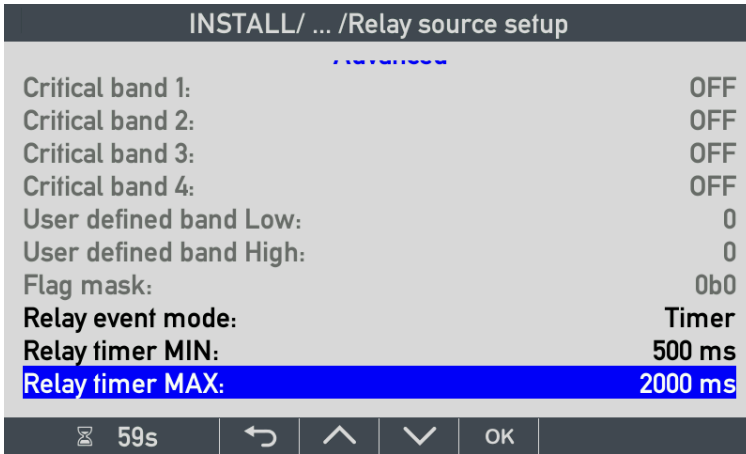 INSTALL/ ... /Relay source setup
Advanced
Critical band 1: OFF
Critical band 2: OFF
Critical band 3: OFF
Critical band 4: OFF
User defined band Low: 0
User defined band High: 0
Flag mask: 0b0
Relay event mode: Timer
Relay timer MIN: 500 ms
Relay timer MAX: 2000 ms
59s OK